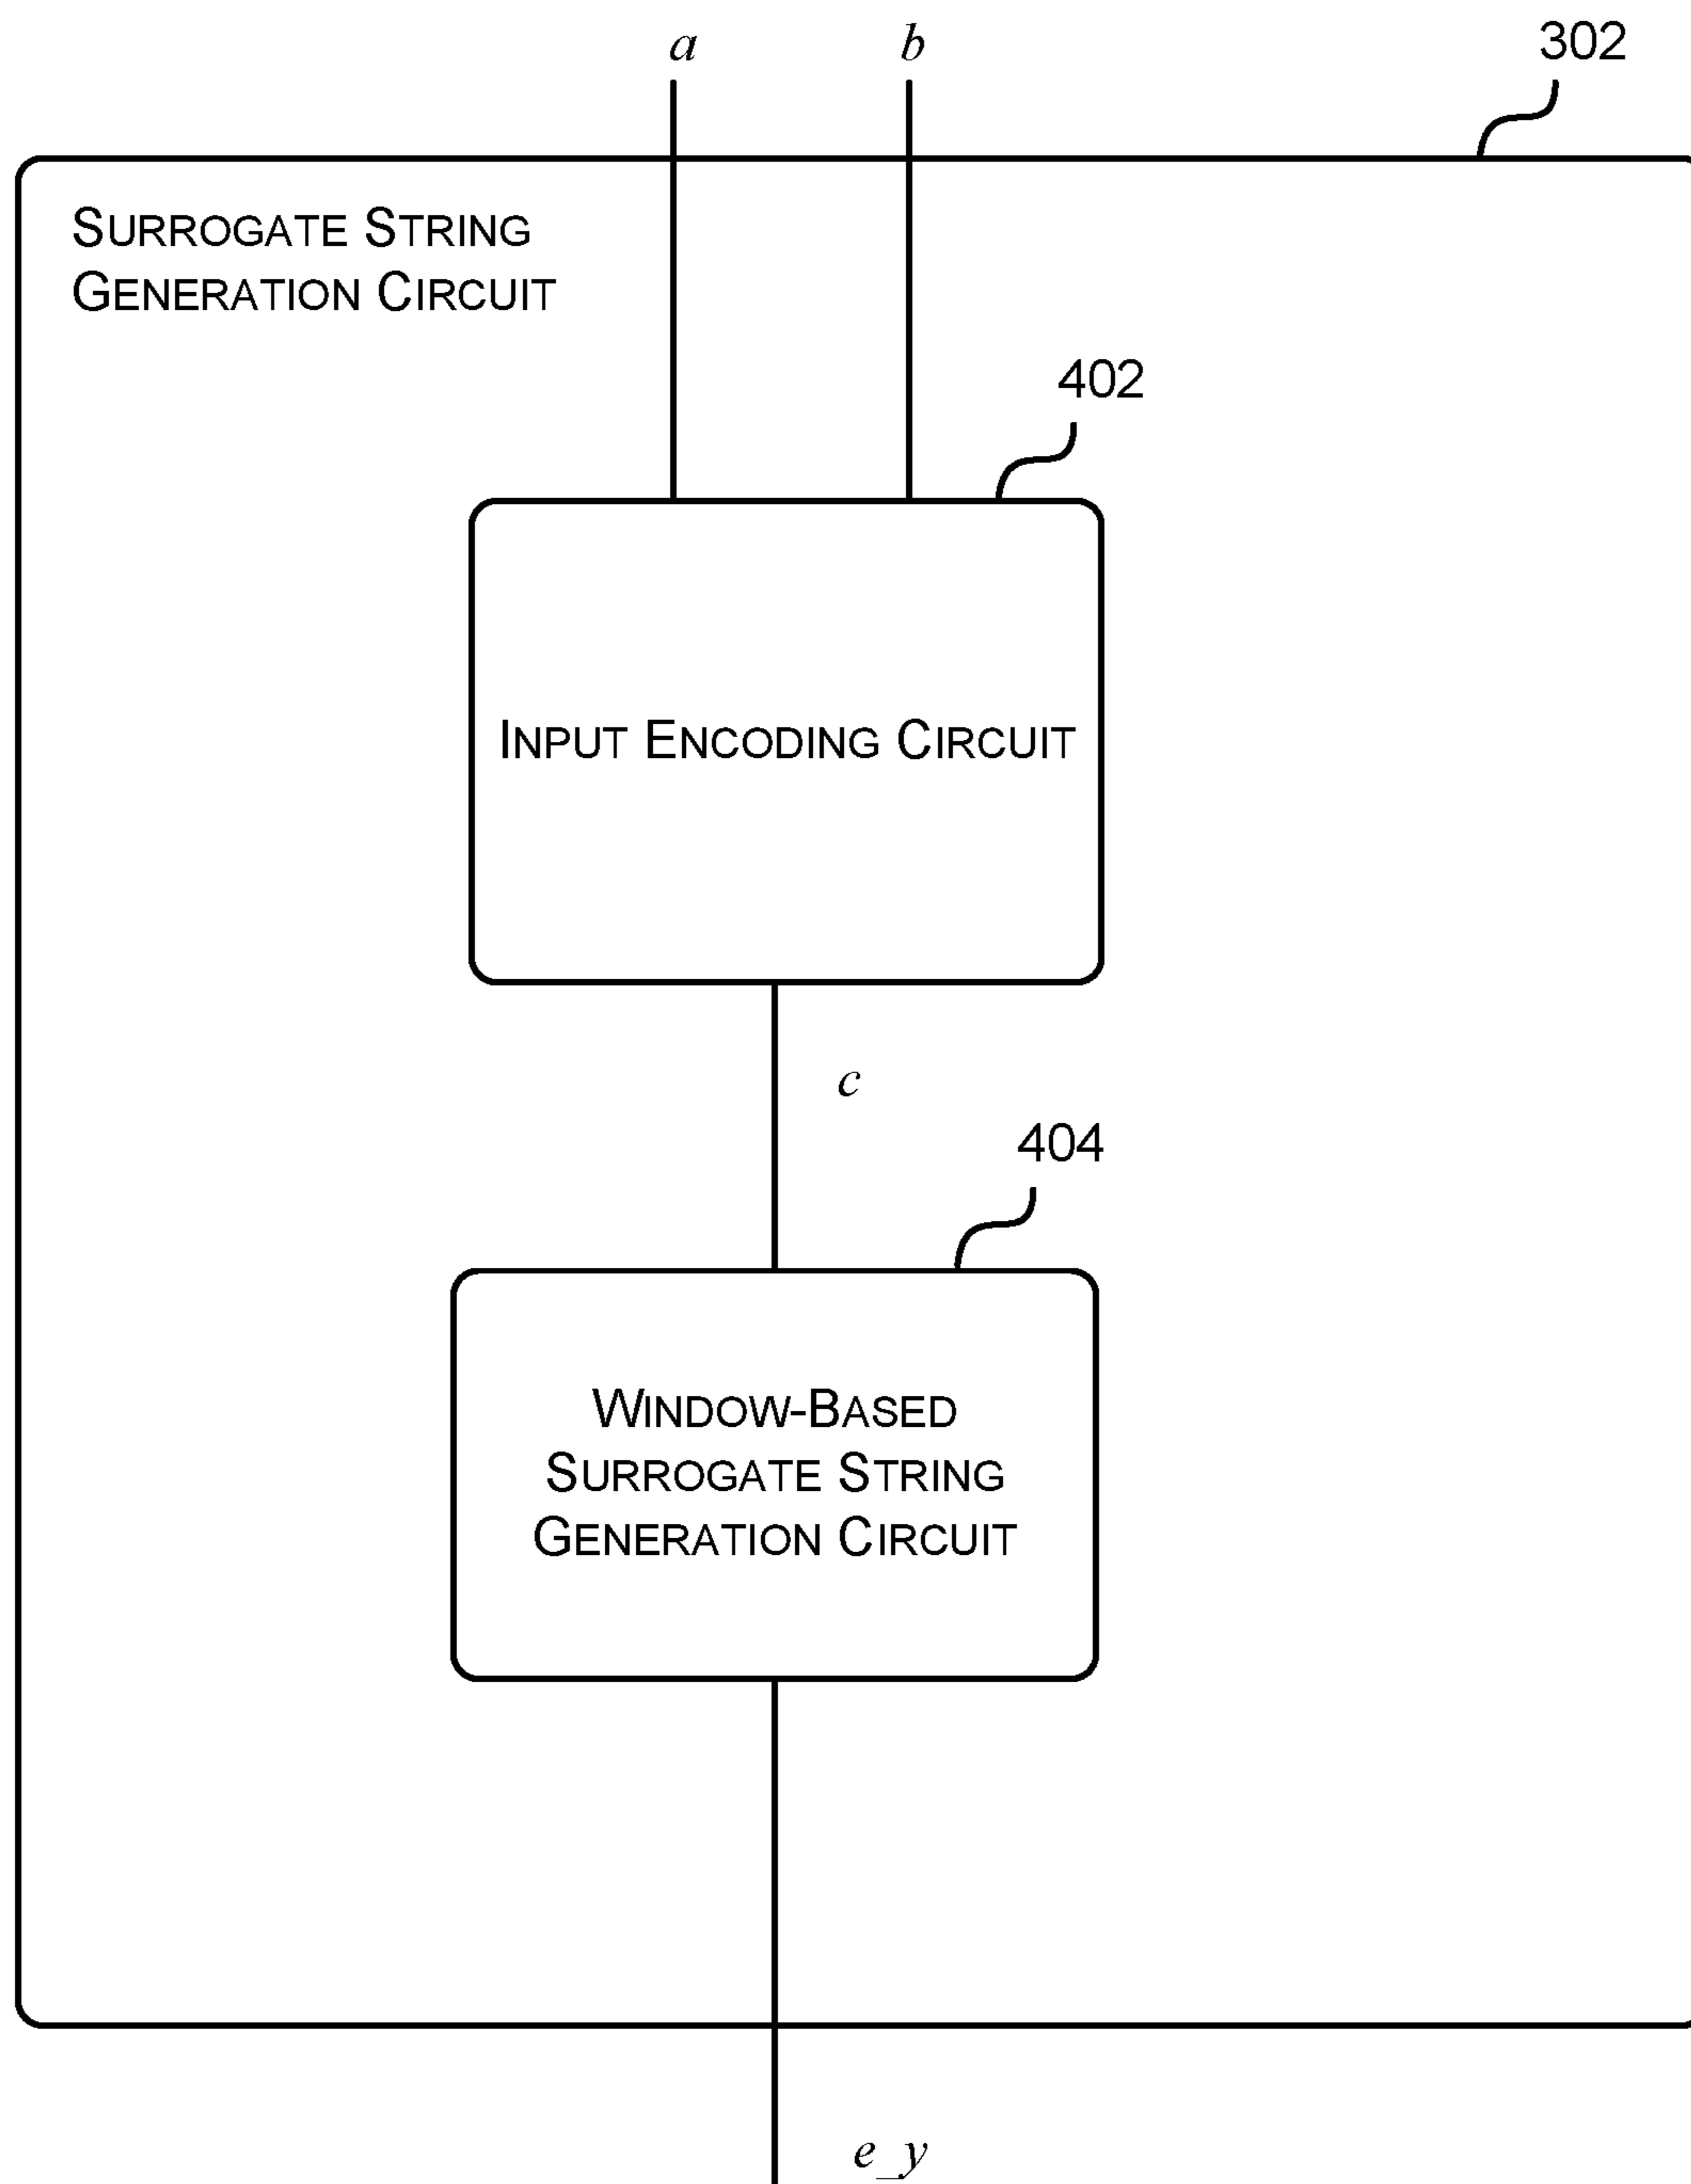 a b 302
SURROGATE STRING
GENERATION CIRCUIT
402
INPUT ENCODING CIRCUIT
c
404
WINDOW-BASED
SURROGATE STRING
GENERATION CIRCUIT
e_y